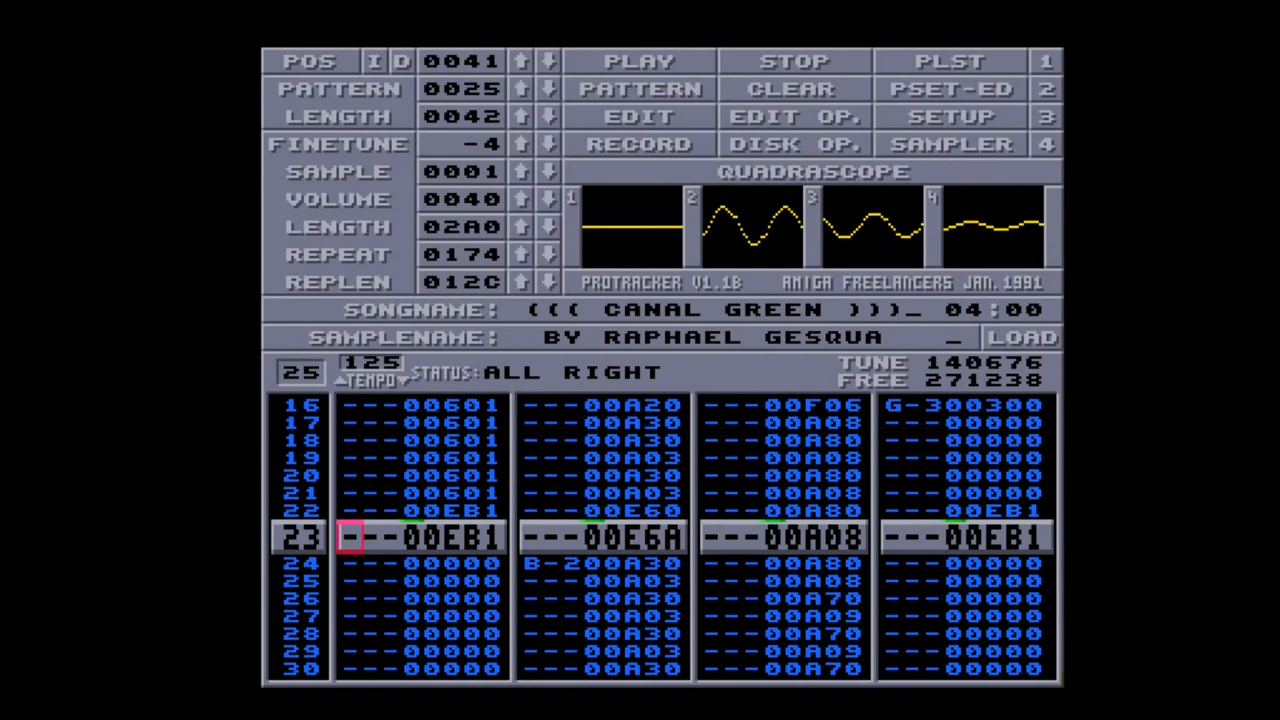 POS I D 0041 PLAY STOP PLST 1
PATTERN 0025 PATTERN CLEAR PSET-ED 2
LENGTH 0042 EDIT EDIT OP. SETUP 3
FINETUNE -4 RECORD DISK OP. SAMPLER 4
SAMPLE 0001 QUADRASCOPE
VOLUME 0040 1 2 3 4
LENGTH 02A0
REPEAT 0174
REPLEN 012C PROTRACKER V1.1B AMIGA FREELANCERS JAN.1991
SONGNAME: ((( CANAL GREEN )))_ 04:00
SAMPLENAME: BY RAPHAEL GESQUA _ LOAD
25 125 TEMPO STATUS:ALL RIGHT TUNE 140676
FREE 271238
16 ---00601 ---00A20 ---00F06 G-300300
17 ---00601 ---00A30 ---00A08 ---00000
18 ---00601 ---00A30 ---00A80 ---00000
19 ---00601 ---00A03 ---00A08 ---00000
20 ---00601 ---00A30 ---00A80 ---00000
21 ---00601 ---00A03 ---00A08 ---00000
22 ---00EB1 ---00E60 ---00A80 ---00EB1
23 ---00EB1 ---00E6A ---00A08 ---00EB1
24 ---00000 B-200A30 ---00A80 ---00000
25 ---00000 ---00A03 ---00A08 ---00000
26 ---00000 ---00A30 ---00A70 ---00000
27 ---00000 ---00A03 ---00A09 ---00000
28 ---00000 ---00A30 ---00A70 ---00000
29 ---00000 ---00A03 ---00A09 ---00000
30 ---00000 ---00A30 ---00A70 ---00000